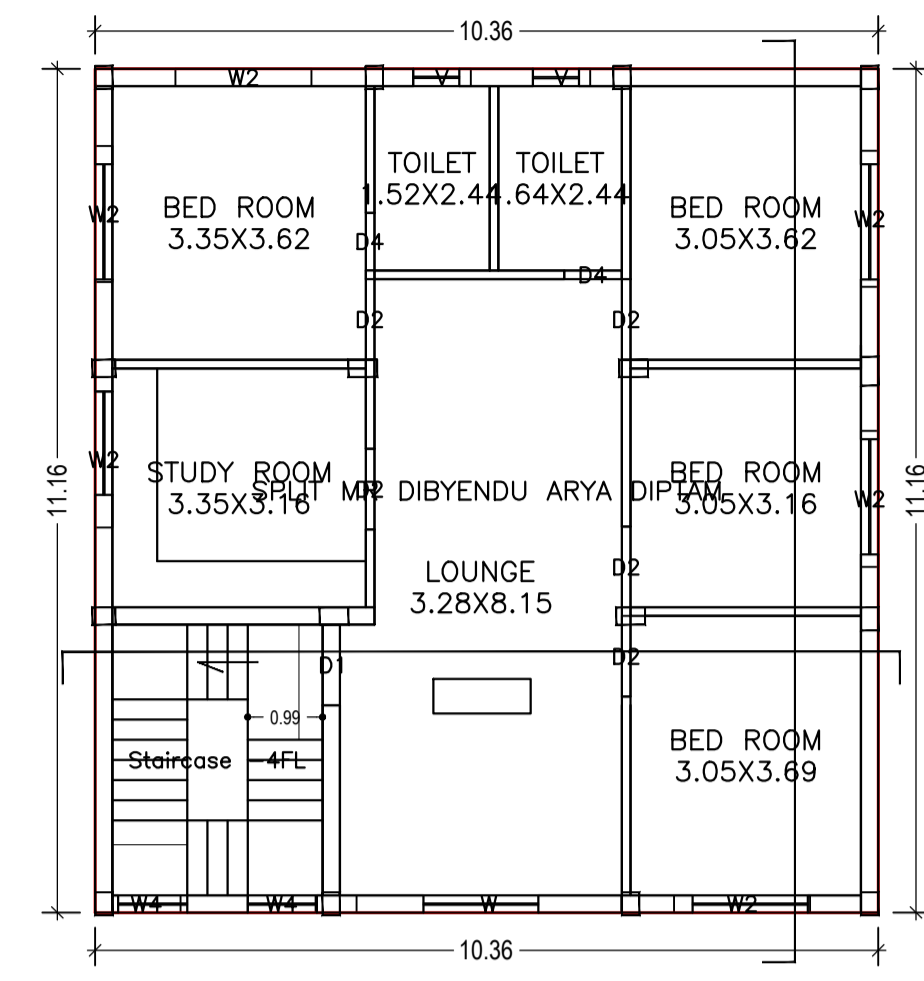 10.36
W2
V
V
TOILET
1.52X2.44
TOILET
1.64X2.44
BED ROOM
3.35X3.62
BED ROOM
3.05X3.62
W2
W2
D4
D4
D2
D2
W2
STUDY ROOM
3.35X3.16
BED ROOM
3.05X3.16
SPLIT MR DIBYENDU ARYA DIPTAM
D2
W2
11.16
11.16
LOUNGE
3.28X8.15
D2
D1
D2
0.99
Staircase -4FL
BED ROOM
3.05X3.69
W4
W4
W
W2
10.36